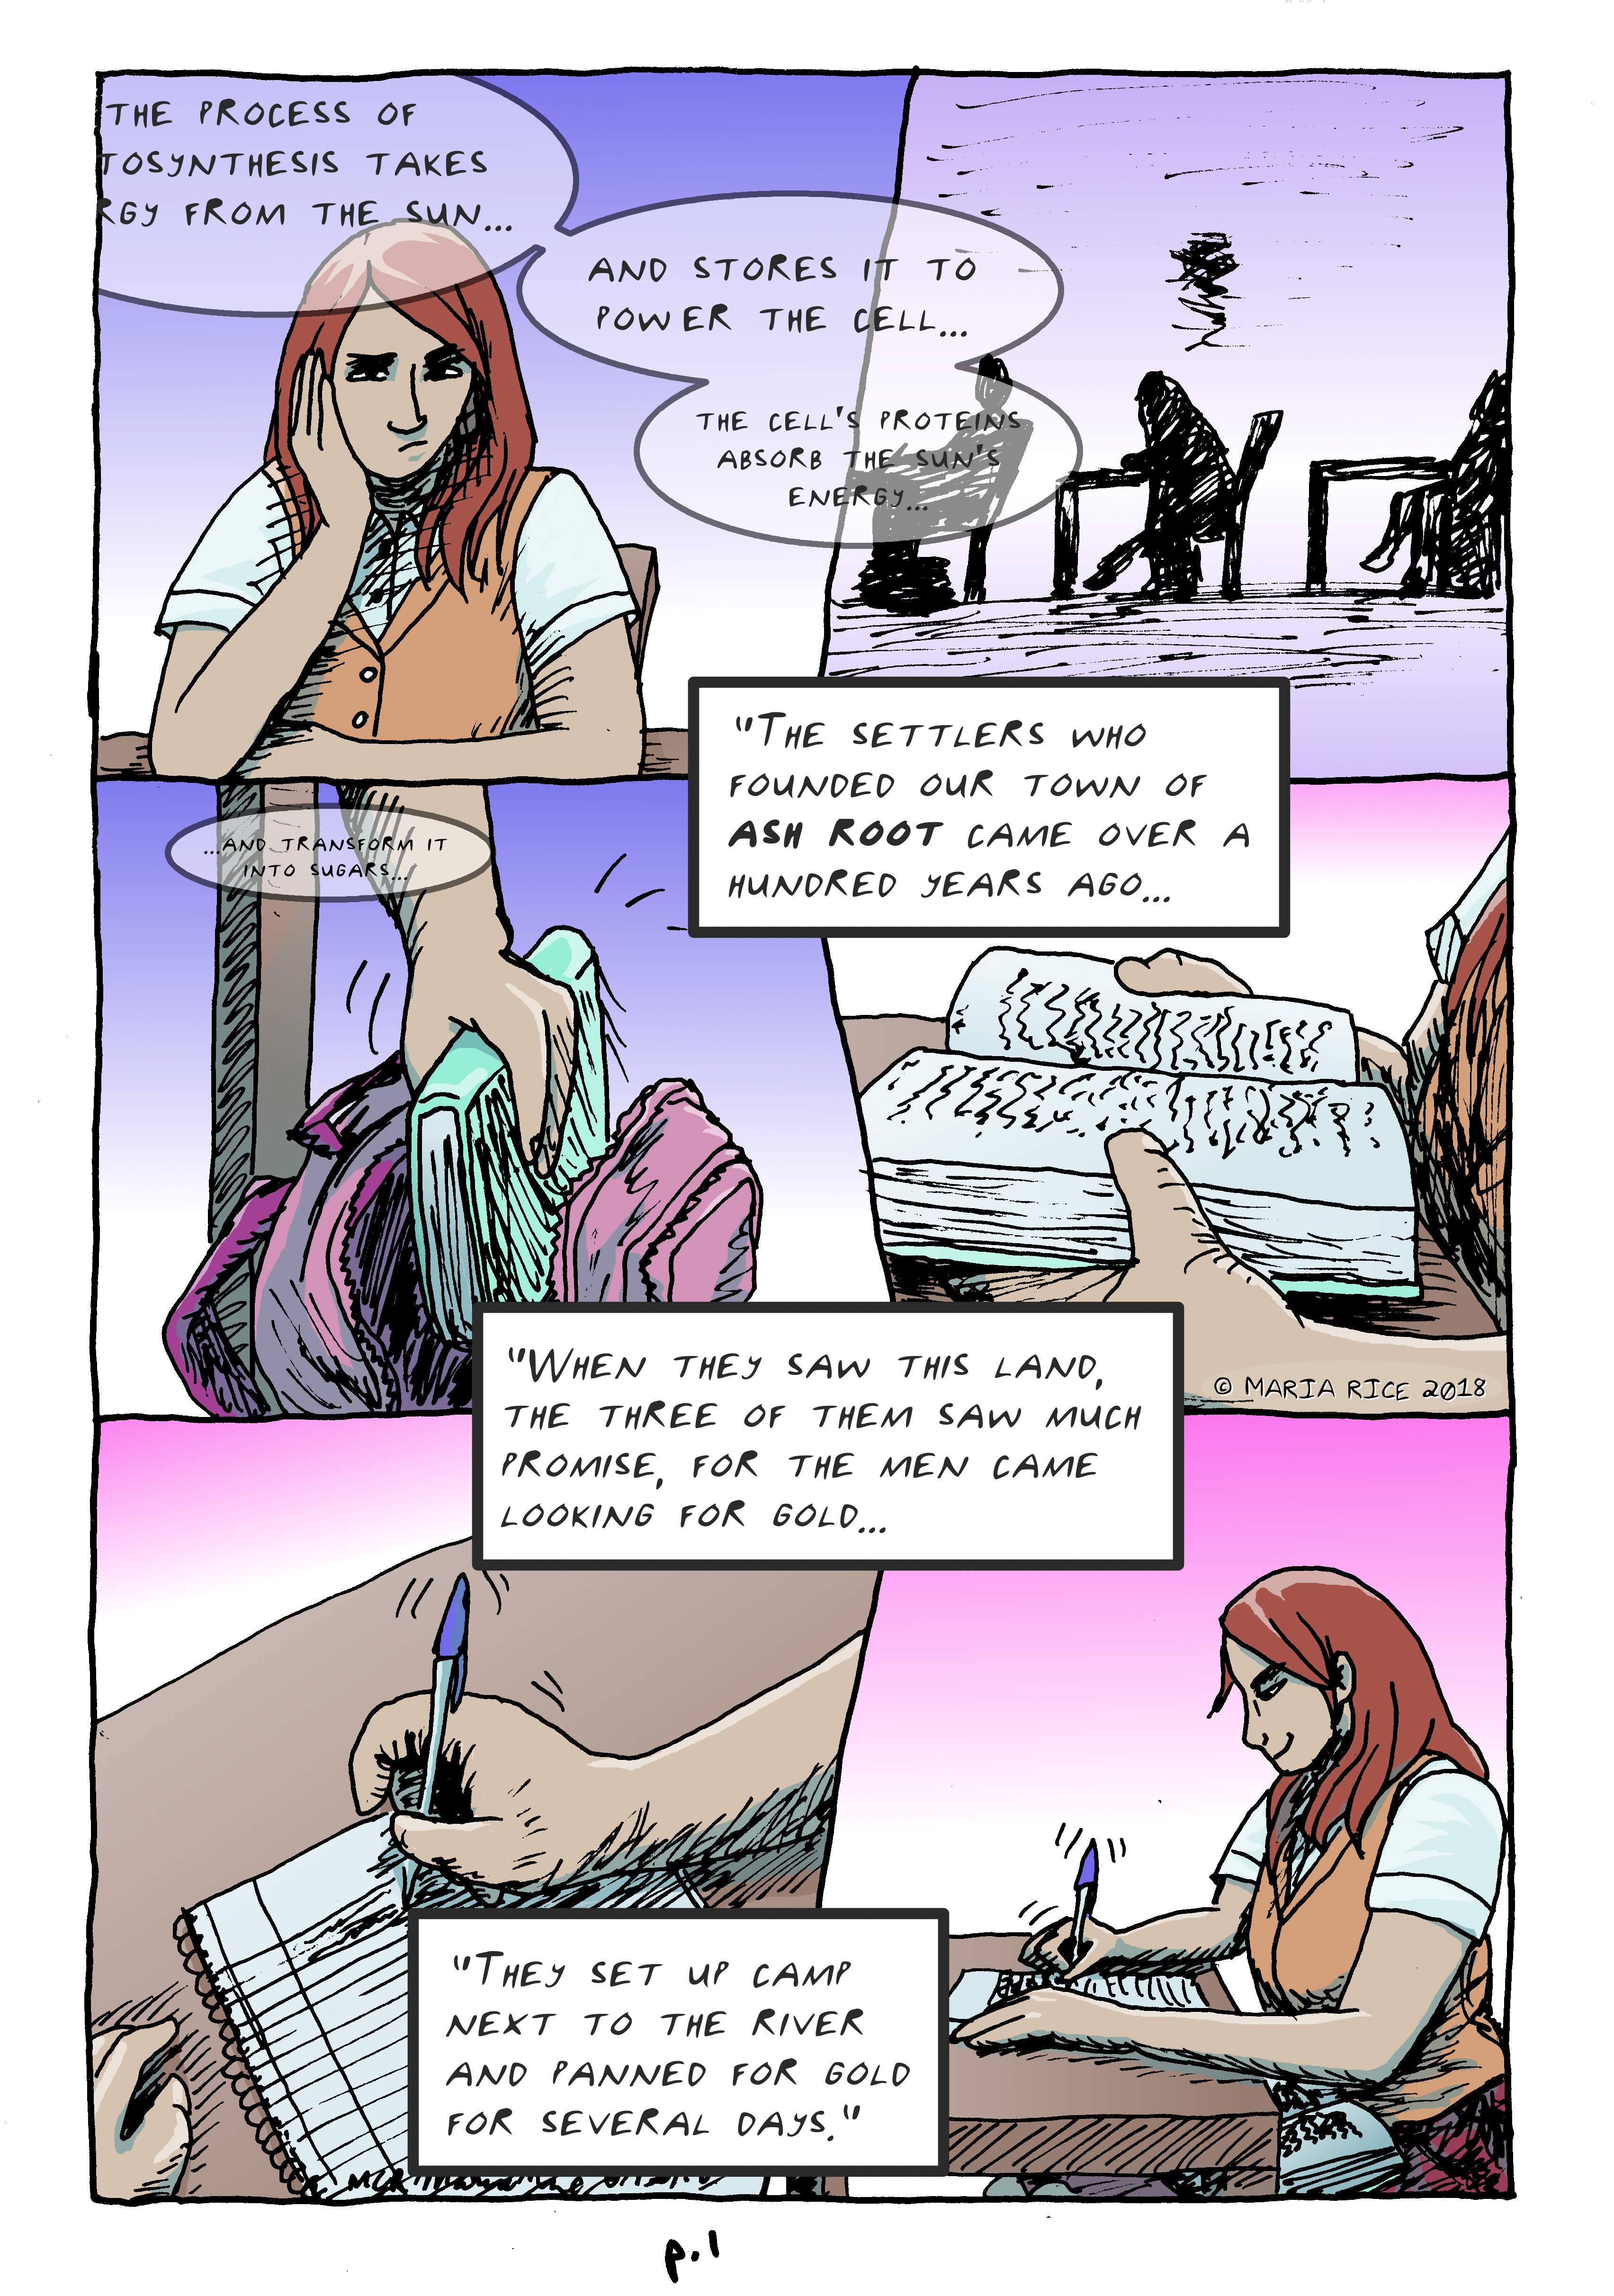 THE PROCESS OF
TOSYNTHESIS TAKES
RGY FROM THE SUN...
AND STORES IT TO
POWER THE CELL...
THE CELL'S PROTEINS
ABSORB THE SUN'S
ENERGY...
"THE SETTLERS WHO
FOUNDED OUR TOWN OF
ASH ROOT CAME OVER A
HUNDRED YEARS AGO...
...AND TRANSFORM IT
INTO SUGARS...
"WHEN THEY SAW THIS LAND,
THE THREE OF THEM SAW MUCH
PROMISE, FOR THE MEN CAME
LOOKING FOR GOLD...
© MARIA RICE 2018
"THEY SET UP CAMP
NEXT TO THE RIVER
AND PANNED FOR GOLD
FOR SEVERAL DAYS."
p.1